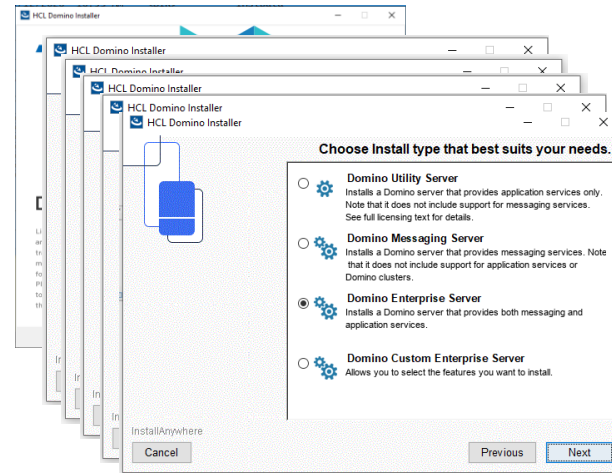 HCL Domino Installer
HCL Domino Installer
HCL Domino Installer
HCL Domino Installer
HCL Domino Installer
HCL Domino Installer
Choose Install type that best suits your needs.
Domino Utility Server
Installs a Domino server that provides application services only.
Note that it does not include support for messaging services.
See full licensing text for details.
Domino Messaging Server
Installs a Domino server that provides messaging services. Note
that it does not include support for application services or
Domino clusters.
Domino Enterprise Server
Installs a Domino server that provides both messaging and
application services.
Domino Custom Enterprise Server
Allows you to select the features you want to install.
InstallAnywhere
Cancel
Previous
Next